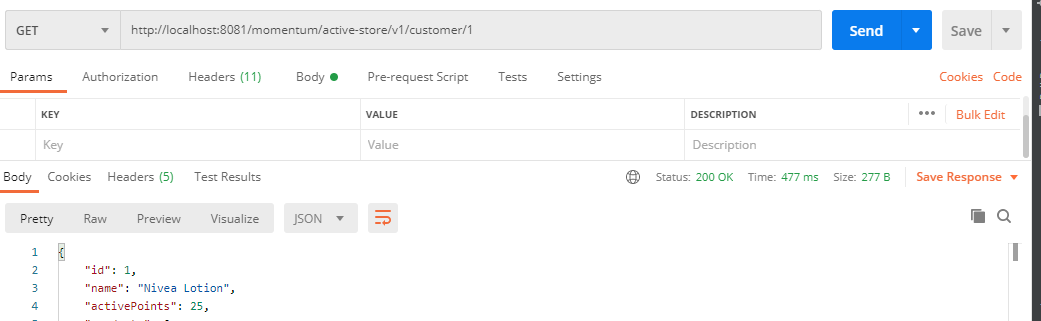 GET http://localhost:8081/momentum/active-store/v1/customer/1 Send Save
Params Authorization Headers (11) Body Pre-request Script Tests Settings Cookies Code
KEY VALUE DESCRIPTION ••• Bulk Edit
Key Value Description
Body Cookies Headers (5) Test Results Status: 200 OK Time: 477 ms Size: 277 B Save Response
Pretty Raw Preview Visualize JSON
1 {
2 "id": 1,
3 "name": "Nivea Lotion",
4 "activePoints": 25,